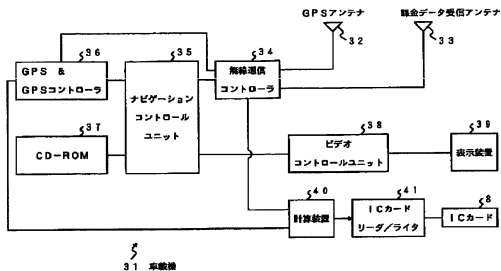 GPSアンテナ
32
課金データ受信アンテナ
33
36
GPS &
GPSコントローラ
35
ナビゲーション
コントロール
ユニット
34
無線通信
コントローラ
37
CD-ROM
38
ビデオ
コントロールユニット
39
表示装置
40
計算装置
41
ICカード
リーダ/ライタ
8
ICカード
31 車載機